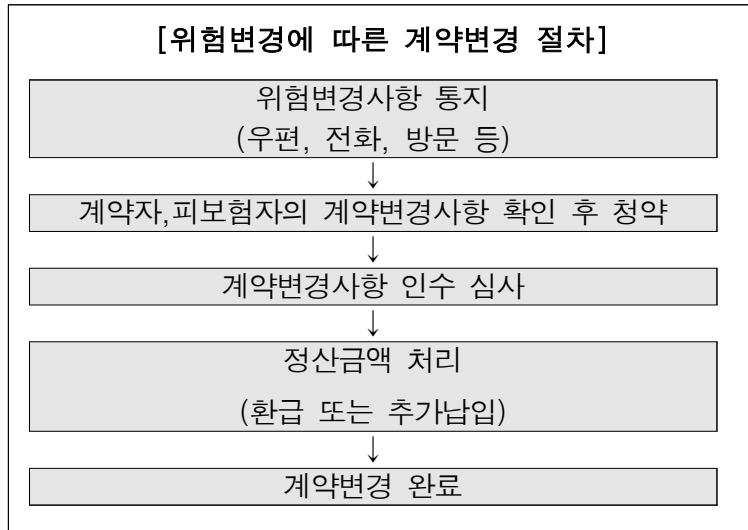 [위험변경에 따른 계약변경 절차]
위험변경사항 통지
(우편, 전화, 방문 등)
↓
계약자,피보험자의 계약변경사항 확인 후 청약
↓
계약변경사항 인수 심사
↓
정산금액 처리
(환급 또는 추가납입)
↓
계약변경 완료